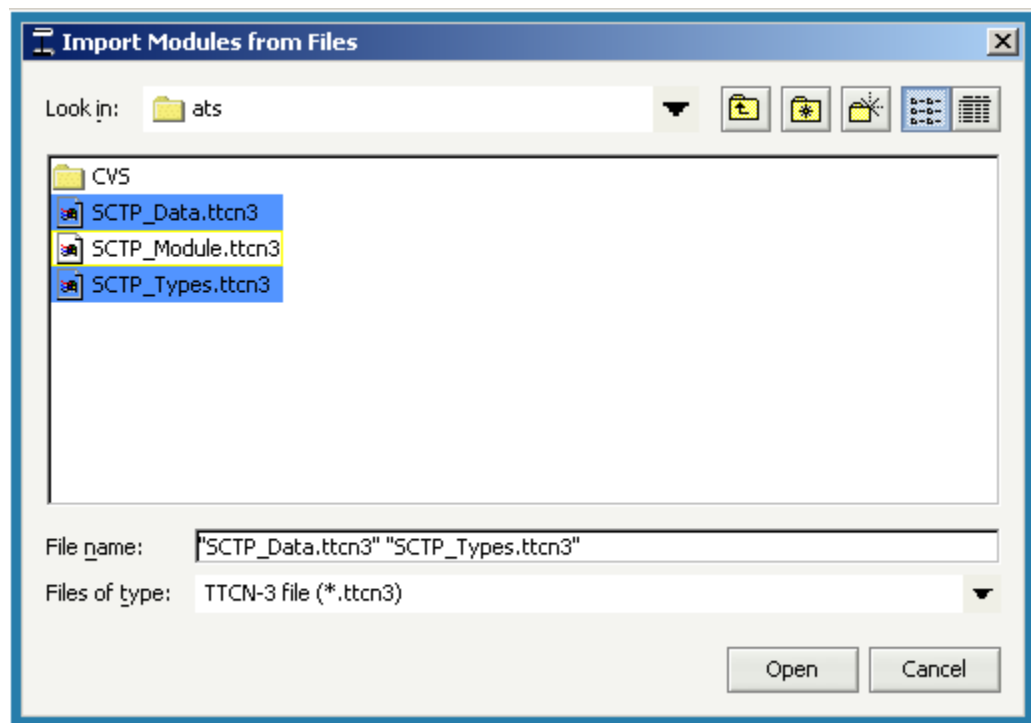 Import Modules from Files
Look in: ats
CVS
SCTP_Data.ttcn3
SCTP_Module.ttcn3
SCTP_Types.ttcn3
File name: "SCTP_Data.ttcn3" "SCTP_Types.ttcn3"
Files of type: TTCN-3 file (*.ttcn3)
Open Cancel